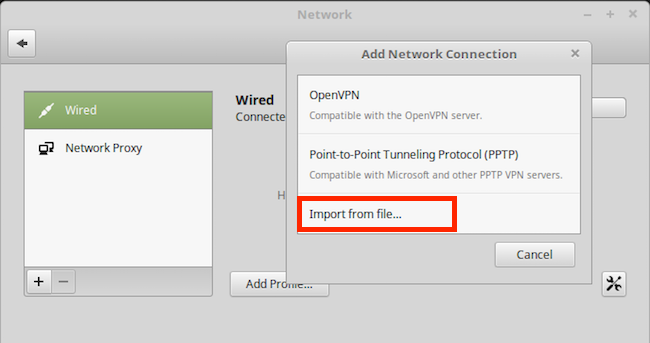 Network
Add Network Connection
Wired
Network Proxy
Wired
Connecte
H
OpenVPN
Compatible with the OpenVPN server.
Point-to-Point Tunneling Protocol (PPTP)
Compatible with Microsoft and other PPTP VPN servers.
Import from file...
Cancel
Add Profile...